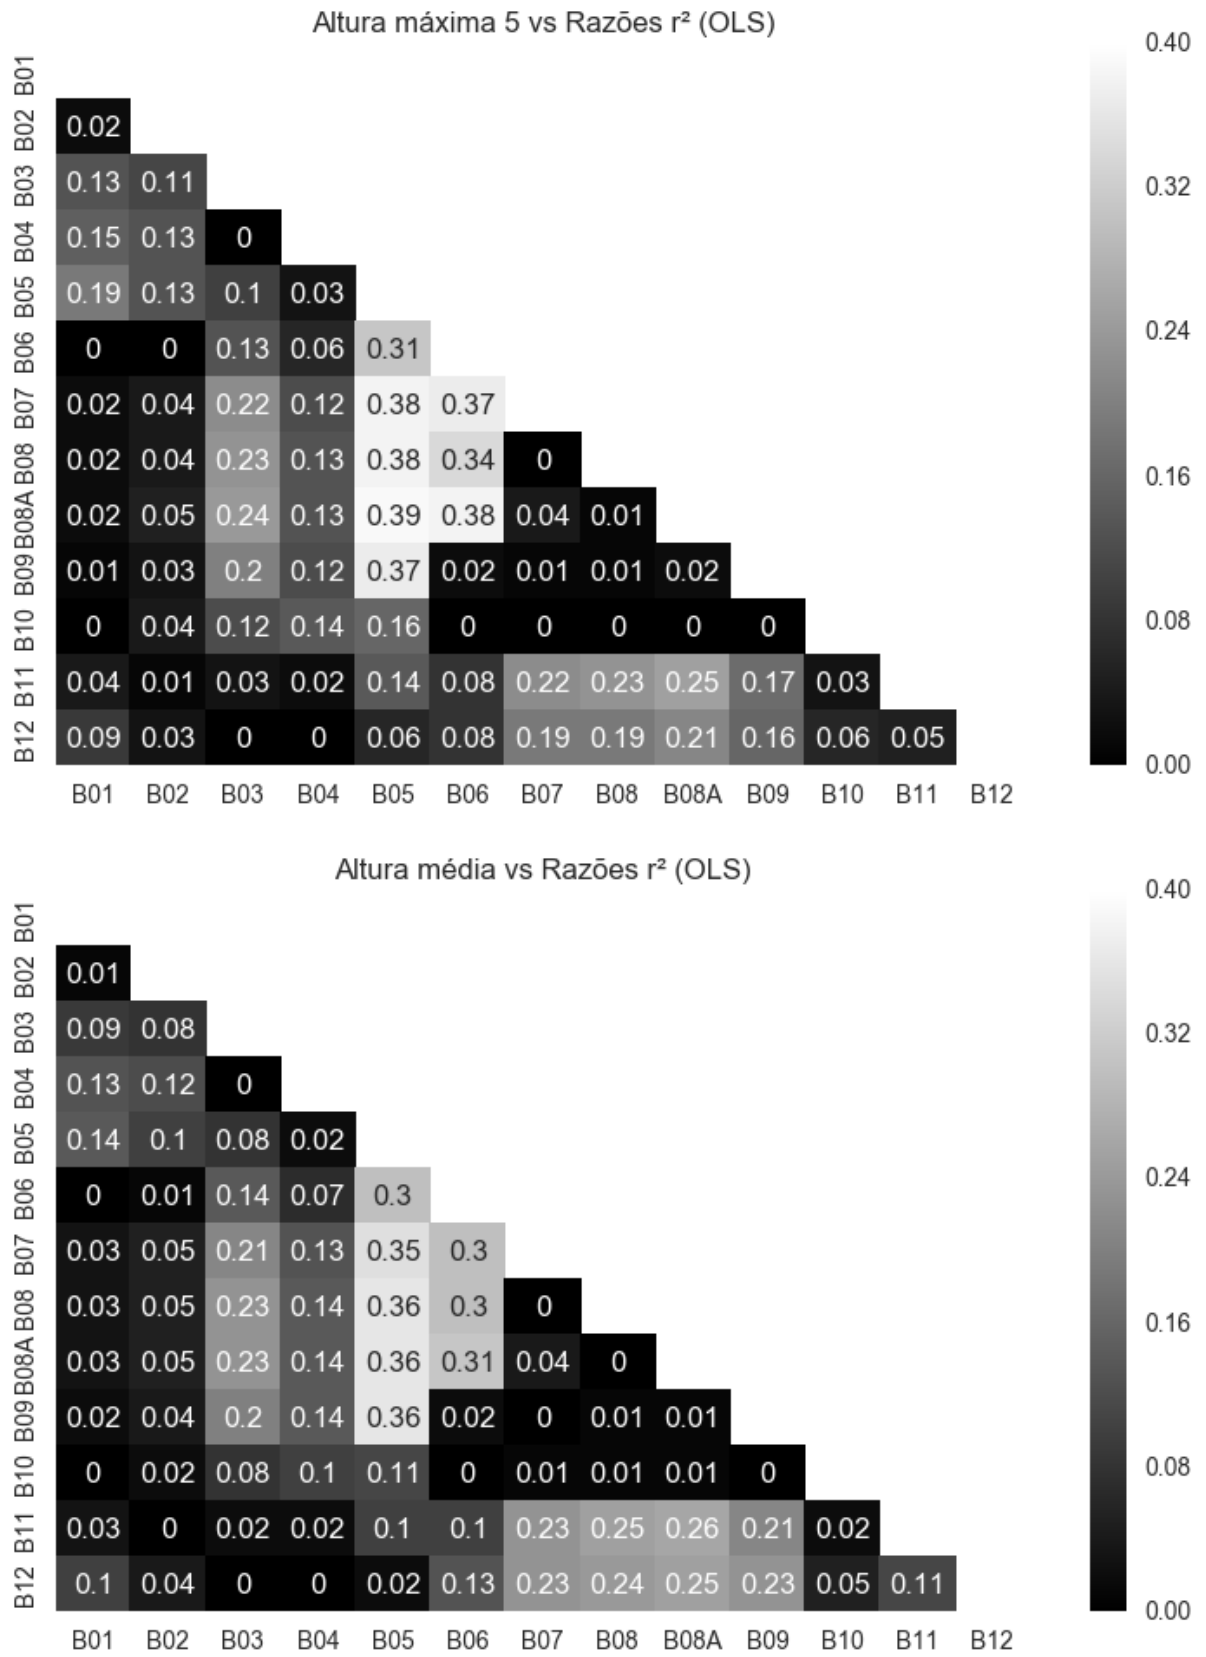 Altura máxima 5 vs Razões r² (OLS)
B01
B02 0.02
B03 0.13 0.11
B04 0.15 0.13 0
B05 0.19 0.13 0.1 0.03
B06 0 0 0.13 0.06 0.31
B07 0.02 0.04 0.22 0.12 0.38 0.37
B08 0.02 0.04 0.23 0.13 0.38 0.34 0
B08A 0.02 0.05 0.24 0.13 0.39 0.38 0.04 0.01
B09 0.01 0.03 0.2 0.12 0.37 0.02 0.01 0.01 0.02
B10 0 0.04 0.12 0.14 0.16 0 0 0 0 0
B11 0.04 0.01 0.03 0.02 0.14 0.08 0.22 0.23 0.25 0.17 0.03
B12 0.09 0.03 0 0 0.06 0.08 0.19 0.19 0.21 0.16 0.06 0.05
B01 B02 B03 B04 B05 B06 B07 B08 B08A B09 B10 B11 B12
0.40
0.32
0.24
0.16
0.08
0.00
Altura média vs Razões r² (OLS)
B01
B02 0.01
B03 0.09 0.08
B04 0.13 0.12 0
B05 0.14 0.1 0.08 0.02
B06 0 0.01 0.14 0.07 0.3
B07 0.03 0.05 0.21 0.13 0.35 0.3
B08 0.03 0.05 0.23 0.14 0.36 0.3 0
B08A 0.03 0.05 0.23 0.14 0.36 0.31 0.04 0
B09 0.02 0.04 0.2 0.14 0.36 0.02 0 0.01 0.01
B10 0 0.02 0.08 0.1 0.11 0 0.01 0.01 0.01 0
B11 0.03 0 0.02 0.02 0.1 0.1 0.23 0.25 0.26 0.21 0.02
B12 0.1 0.04 0 0 0.02 0.13 0.23 0.24 0.25 0.23 0.05 0.11
B01 B02 B03 B04 B05 B06 B07 B08 B08A B09 B10 B11 B12
0.40
0.32
0.24
0.16
0.08
0.00